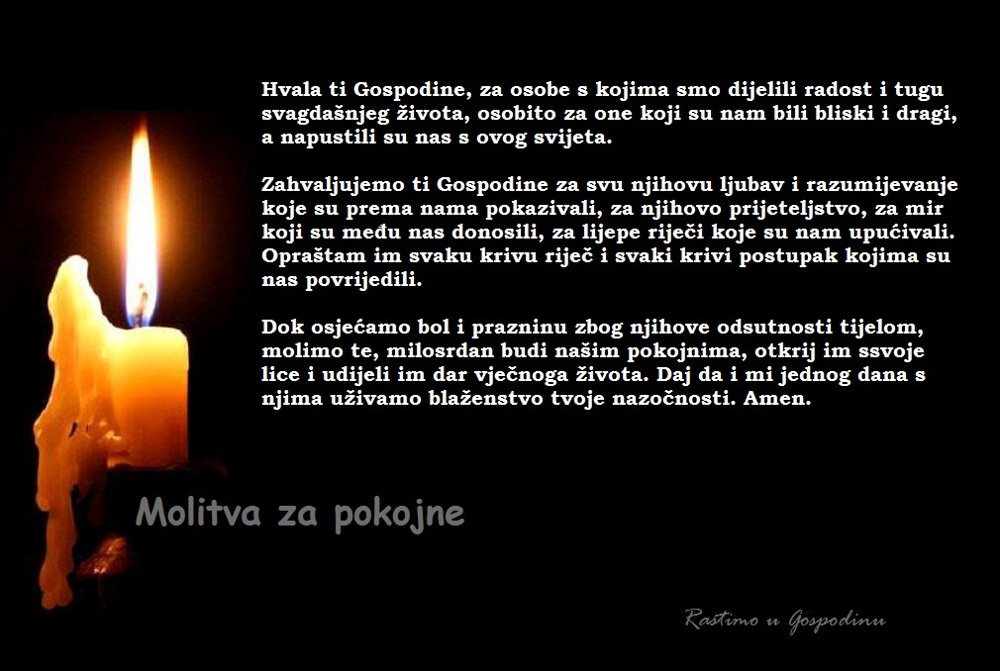 Hvala ti Gospodine, za osobe s kojima smo dijelili radost i tugu
svagdašnjeg života, osobito za one koji su nam bili bliski i dragi,
a napustili su nas s ovog svijeta.
Zahvaljujemo ti Gospodine za svu njihovu ljubav i razumijevanje
koje su prema nama pokazivali, za njihovo prijeteljstvo, za mir
koji su među nas donosili, za lijepe riječi koje su nam upućivali.
Opraštam im svaku krivu riječ i svaki krivi postupak kojima su
nas povrijedili.
Dok osjećamo bol i prazninu zbog njihove odsutnosti tijelom,
molimo te, milosrdan budi našim pokojnima, otkrij im ssvoje
lice i udijeli im dar vječnoga života. Daj da i mi jednog dana s
njima uživamo blaženstvo tvoje nazočnosti. Amen.
Molitva za pokojne
Rastimo u Gospodinu